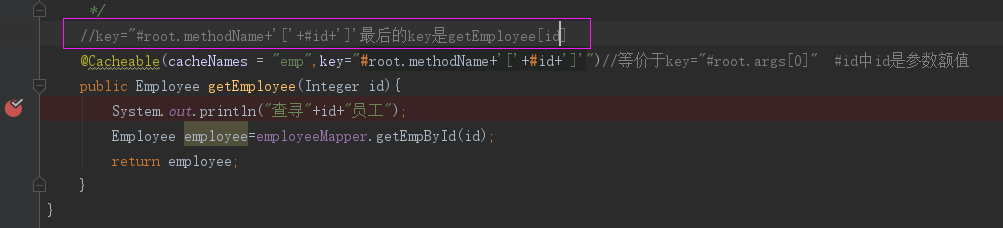 */
//key="#root.methodName+'['+#id+']'最后的key是getEmployee[id]
@Cacheable(cacheNames = "emp",key="#root.methodName+'['+#id+']'")//等价于key="#root.args[0]" #id中id是参数额值
public Employee getEmployee(Integer id){
System.out.println("查寻"+id+"员工");
Employee employee=employeeMapper.getEmpById(id);
return employee;
}
}